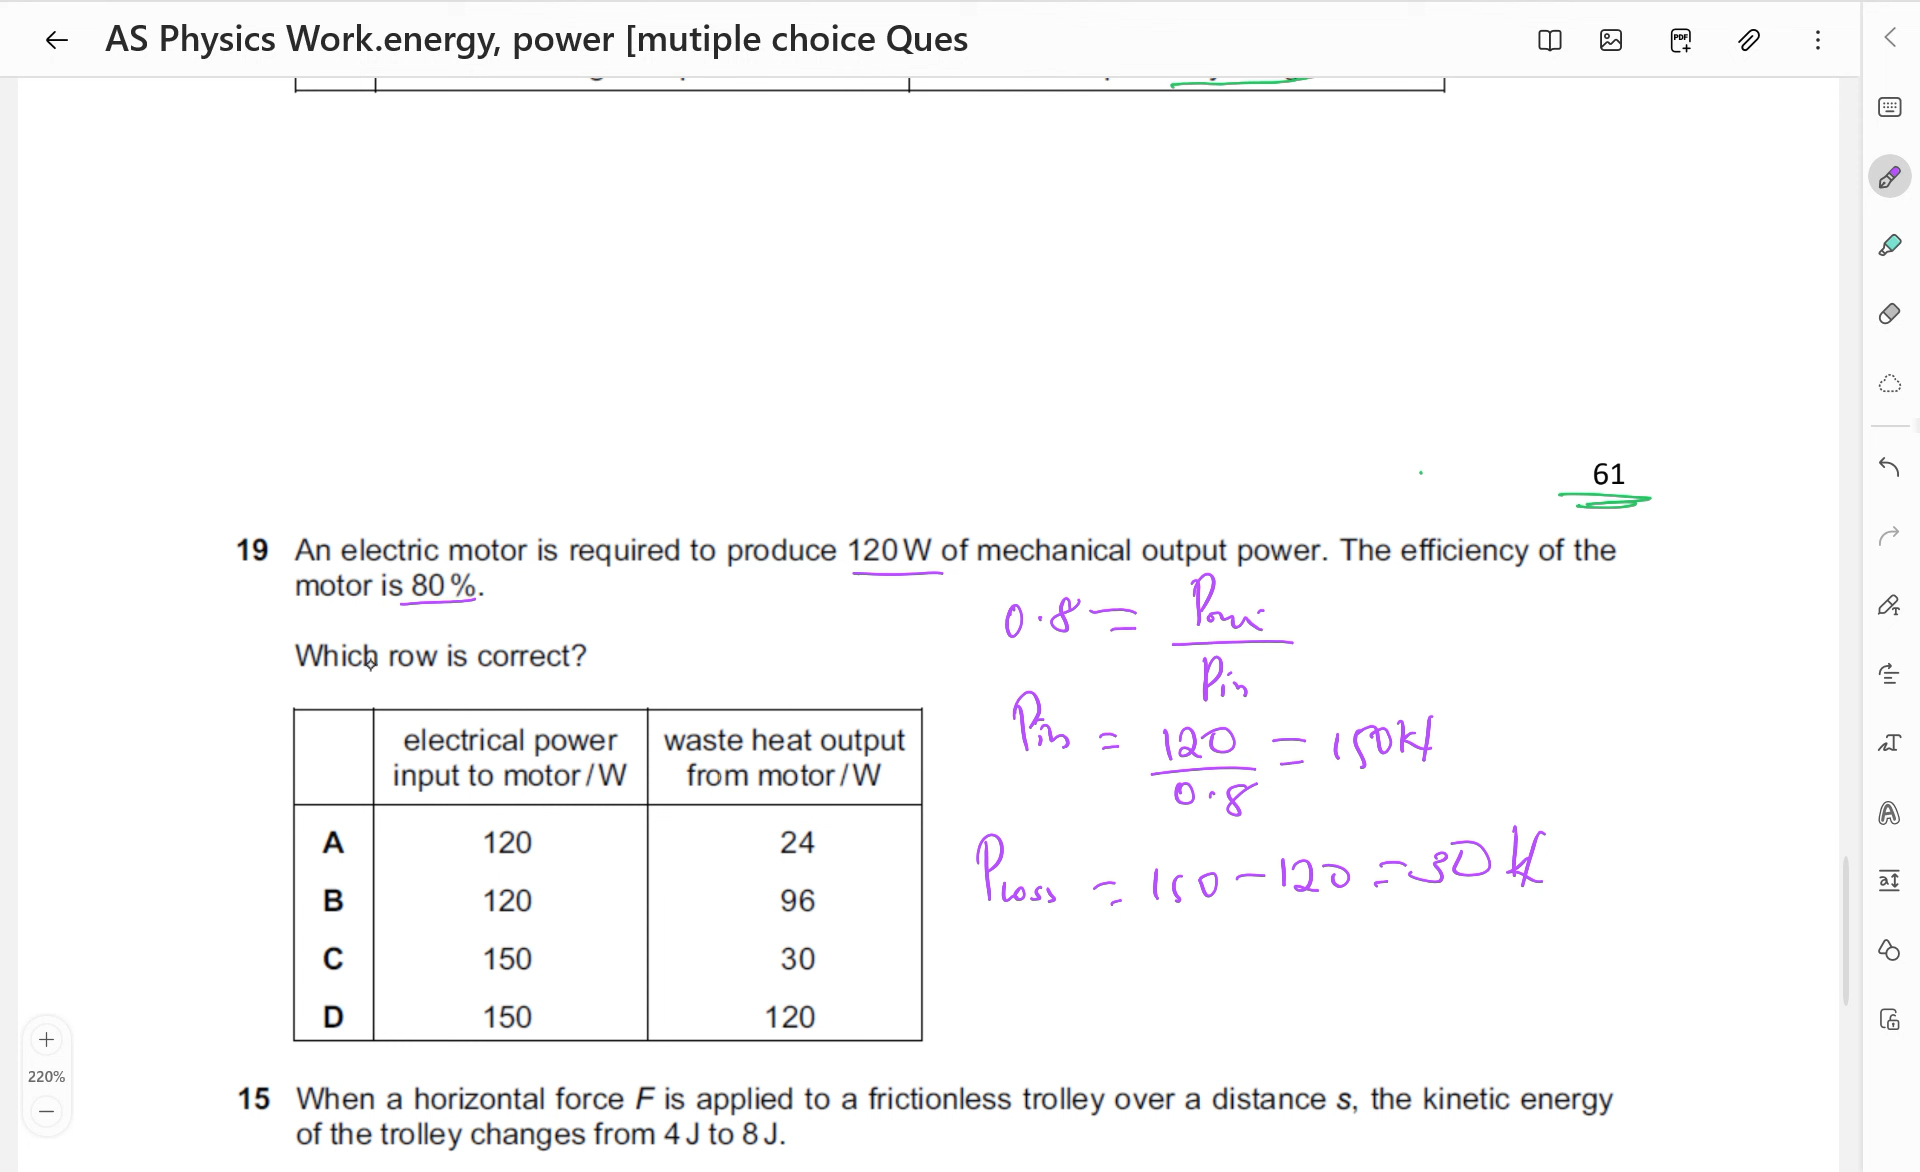 AS Physics Work.energy, power [mutiple choice Ques
PDF
61
19 An electric motor is required to produce 120 W of mechanical output power. The efficiency of the
motor is 80 %.
0.8 = Pout / Pin
Which row is correct?
Pin = 120 / 0.8 = 150
electrical power input to motor / W waste heat output from motor / W
A 120 24
Ploss = 150 - 120 = 30
B 120 96
C 150 30
D 150 120
220%
15 When a horizontal force F is applied to a frictionless trolley over a distance s, the kinetic energy
of the trolley changes from 4 J to 8 J.